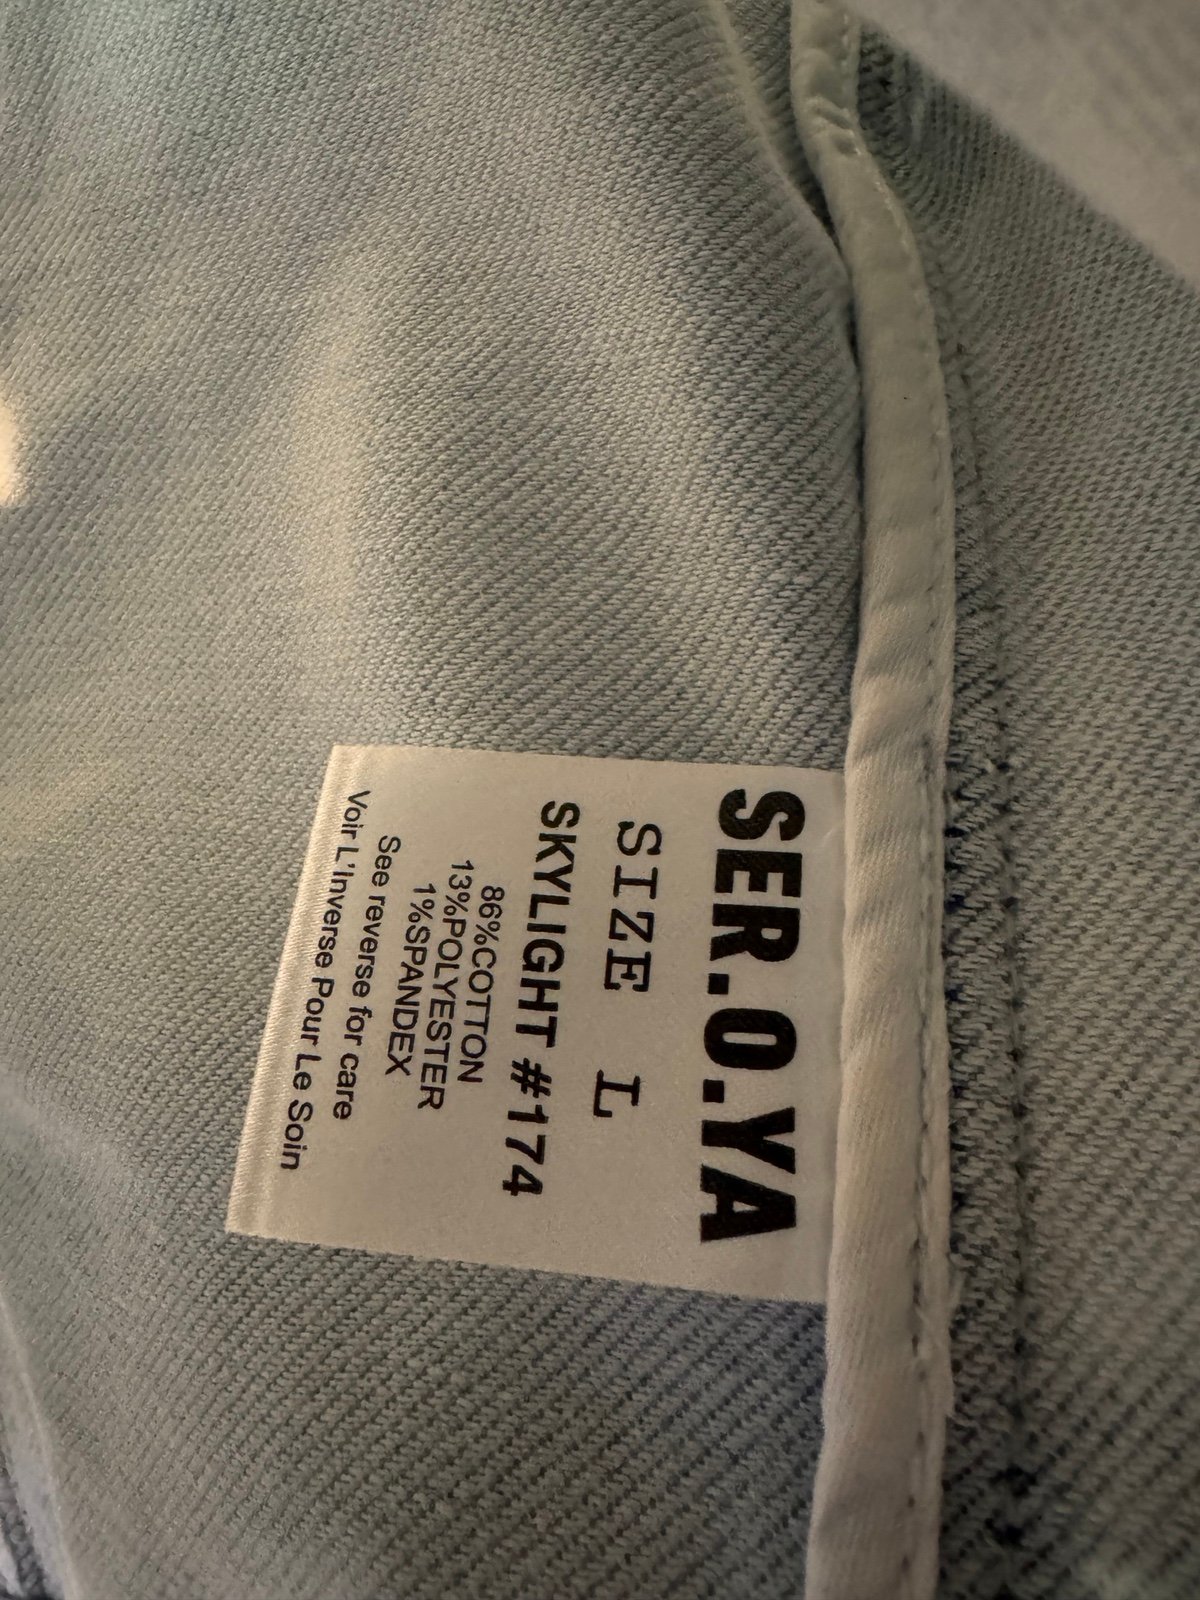 SER.O.YA
SIZE L
SKYLIGHT #174
86%COTTON
13%POLYESTER
1%SPANDEX
See reverse for care
Voir L'Inverse Pour Le Soin